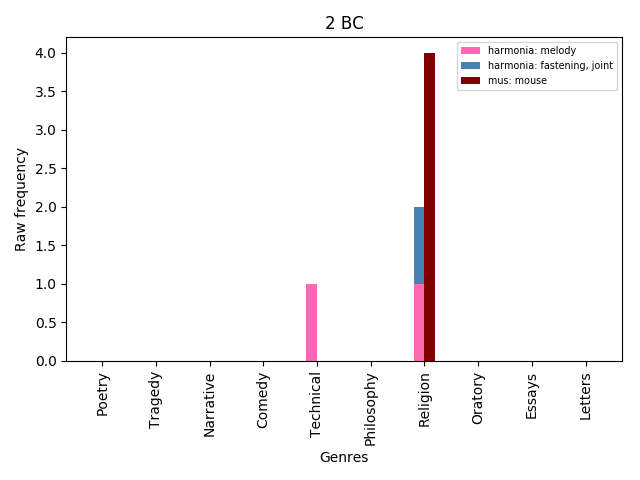 2 BC
harmonia: melody
harmonia: fastening, joint
mus: mouse
Raw frequency
4.0
3.5
3.0
2.5
2.0
1.5
1.0
0.5
0.0
Poetry
Tragedy
Narrative
Comedy
Technical
Philosophy
Religion
Oratory
Essays
Letters
Genres